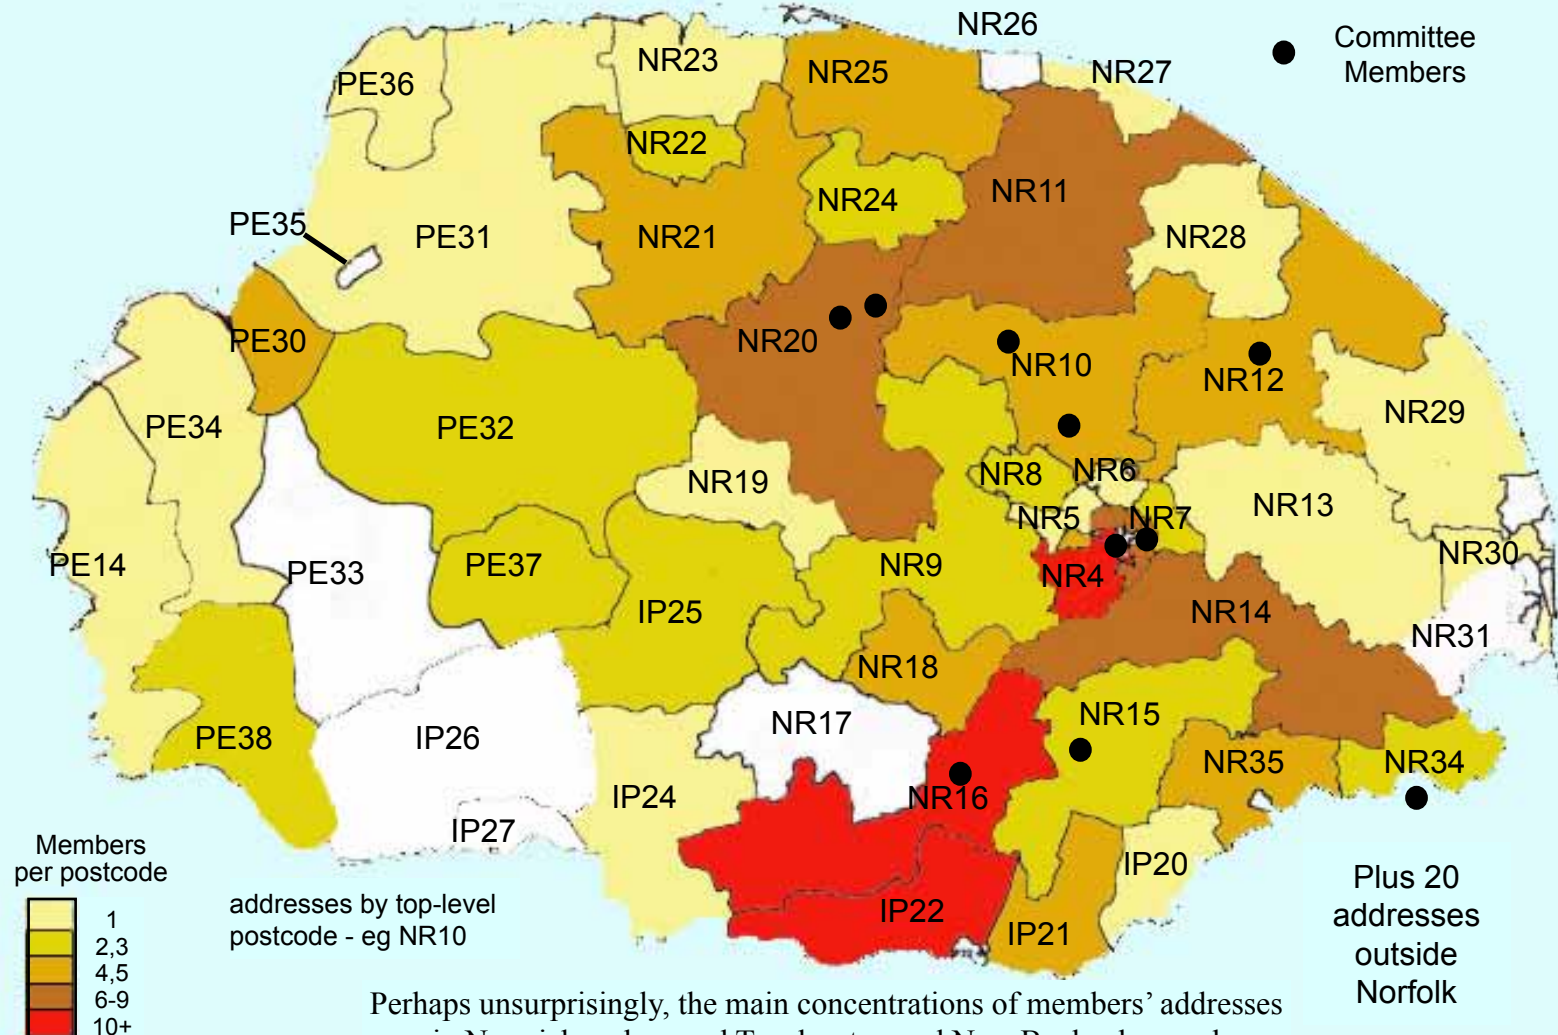 NR26
Committee
Members
NR23
NR25
NR27
PE36
NR22
NR11
NR24
PE35
PE31
NR21
NR28
PE30
NR20
NR10
NR12
PE34
PE32
NR29
NR19
NR8
NR6
NR5
NR7
NR13
PE14
PE33
PE37
NR9
NR4
NR30
IP25
NR14
NR31
NR18
NR15
PE38
IP26
NR17
NR35
NR34
IP24
NR16
IP27
IP20
IP22
IP21
Members
per postcode
1
2,3
4,5
6-9
10+
addresses by top-level
postcode - eg NR10
Plus 20
addresses
outside
Norfolk
Perhaps unsurprisingly, the main concentrations of members’ addresses